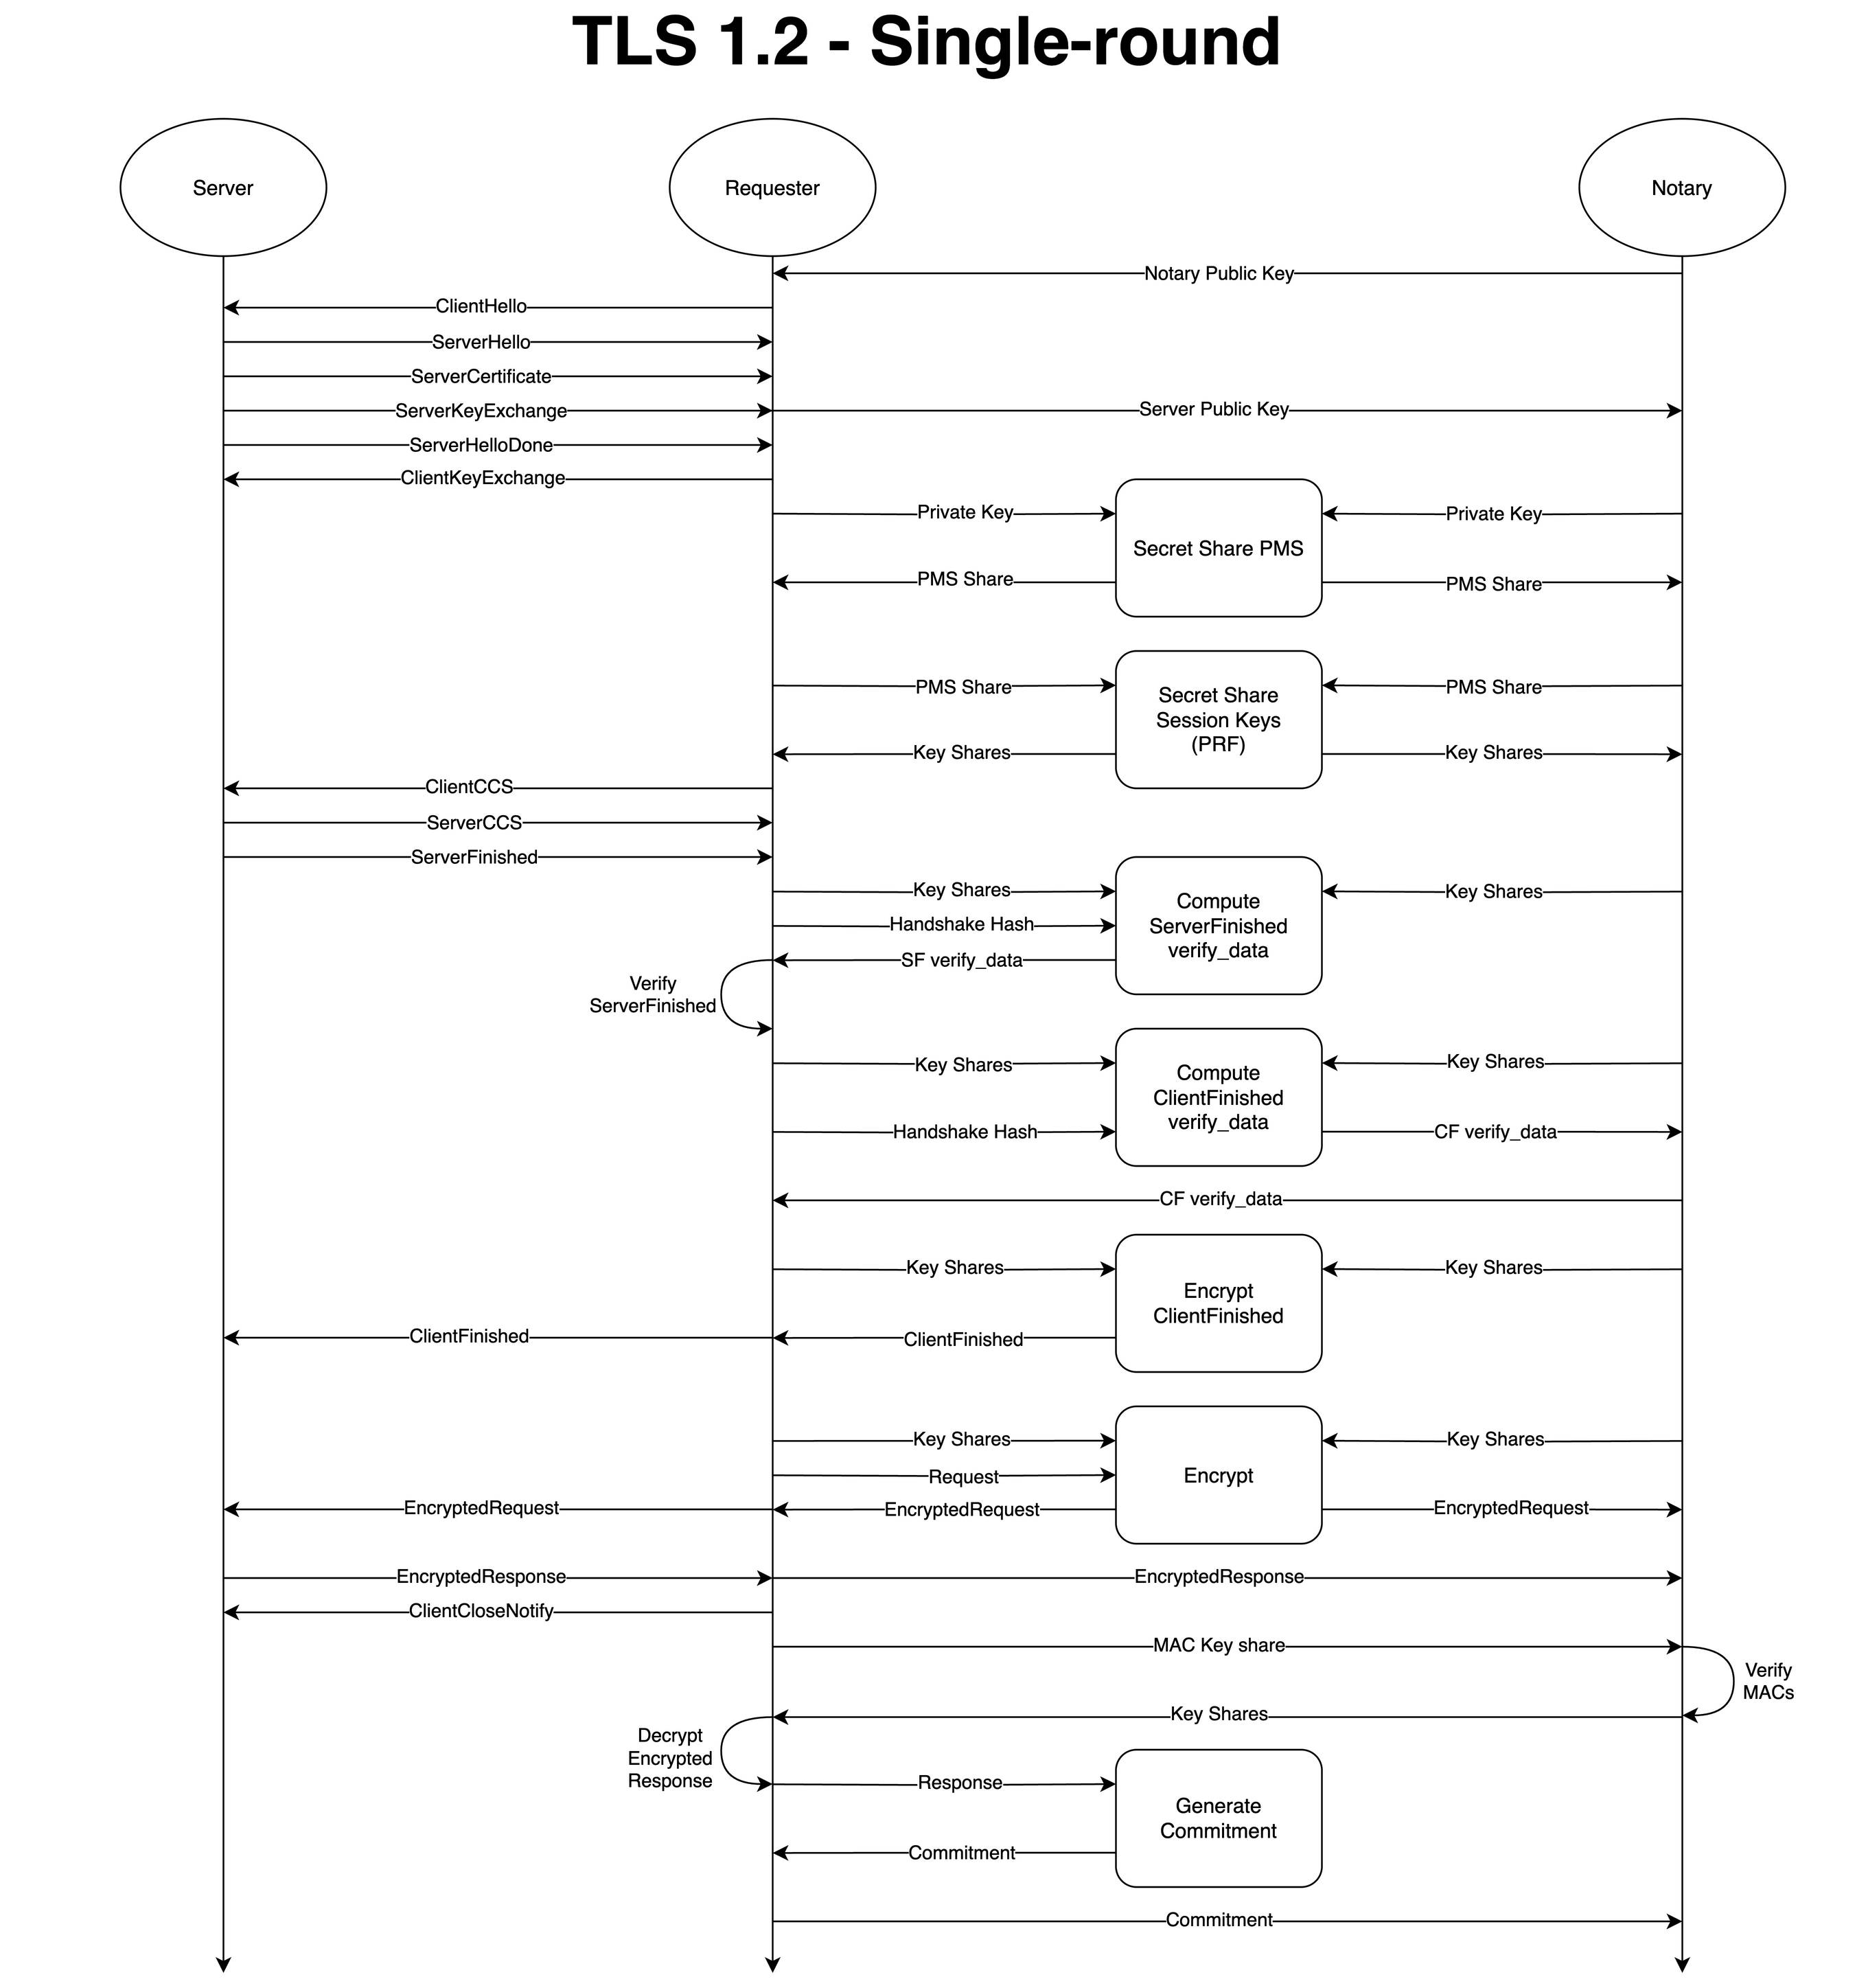 TLS 1.2 - Single-round
Server
Requester
Notary
Notary Public Key
ClientHello
ServerHello
ServerCertificate
ServerKeyExchange
Server Public Key
ServerHelloDone
ClientKeyExchange
Private Key
Private Key
Secret Share PMS
PMS Share
PMS Share
PMS Share
PMS Share
Secret Share
Session Keys
(PRF)
Key Shares
Key Shares
ClientCCS
ServerCCS
ServerFinished
Key Shares
Key Shares
Compute
ServerFinished
verify_data
Handshake Hash
SF verify_data
Verify
ServerFinished
Key Shares
Key Shares
Compute
ClientFinished
verify_data
Handshake Hash
CF verify_data
CF verify_data
Key Shares
Key Shares
Encrypt
ClientFinished
ClientFinished
ClientFinished
Key Shares
Key Shares
Request
Encrypt
EncryptedRequest
EncryptedRequest
EncryptedRequest
EncryptedResponse
EncryptedResponse
ClientCloseNotify
MAC Key share
Verify
MACs
Key Shares
Decrypt
Encrypted
Response
Response
Generate
Commitment
Commitment
Commitment